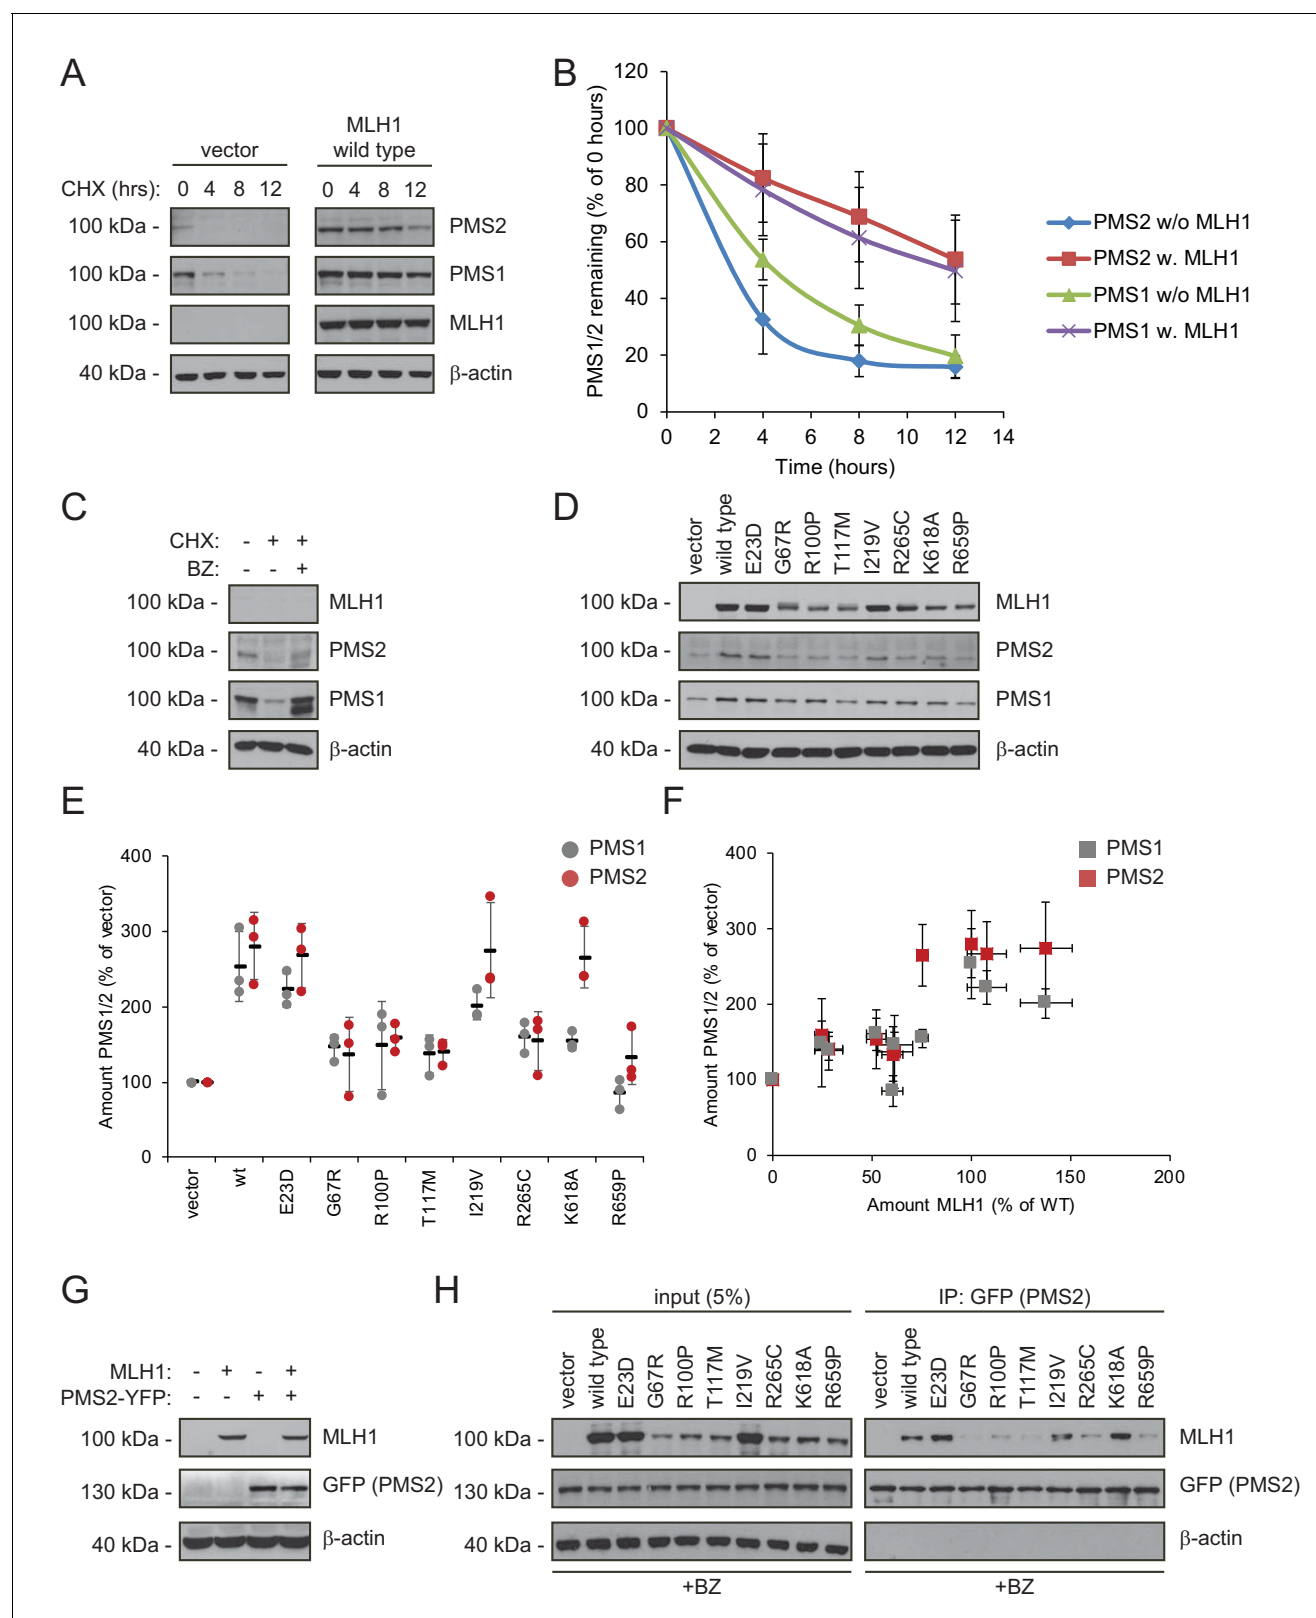 A
vector
MLH1
wild type
CHX (hrs): 0 4 8 12 0 4 8 12
100 kDa - PMS2
100 kDa - PMS1
100 kDa - MLH1
40 kDa - β-actin
B
PMS1/2 remaining (% of 0 hours)
120
100
80
60
40
20
0
0 2 4 6 8 10 12 14
Time (hours)
PMS2 w/o MLH1
PMS2 w. MLH1
PMS1 w/o MLH1
PMS1 w. MLH1
C
CHX: - + +
BZ: - - +
100 kDa - MLH1
100 kDa - PMS2
100 kDa - PMS1
40 kDa - β-actin
D
vector
wild type
E23D
G67R
R100P
T117M
I219V
R265C
K618A
R659P
100 kDa - MLH1
100 kDa - PMS2
100 kDa - PMS1
40 kDa - β-actin
E
Amount PMS1/2 (% of vector)
400
300
200
100
0
PMS1
PMS2
vector
wt
E23D
G67R
R100P
T117M
I219V
R265C
K618A
R659P
F
Amount PMS1/2 (% of vector)
400
300
200
100
0
PMS1
PMS2
0 50 100 150 200
Amount MLH1 (% of WT)
G
MLH1: - + - +
PMS2-YFP: - - + +
100 kDa - MLH1
130 kDa - GFP (PMS2)
40 kDa - β-actin
H
input (5%)
IP: GFP (PMS2)
vector
wild type
E23D
G67R
R100P
T117M
I219V
R265C
K618A
R659P
vector
wild type
E23D
G67R
R100P
T117M
I219V
R265C
K618A
R659P
100 kDa - MLH1
130 kDa - GFP (PMS2)
40 kDa - β-actin
+BZ
+BZ